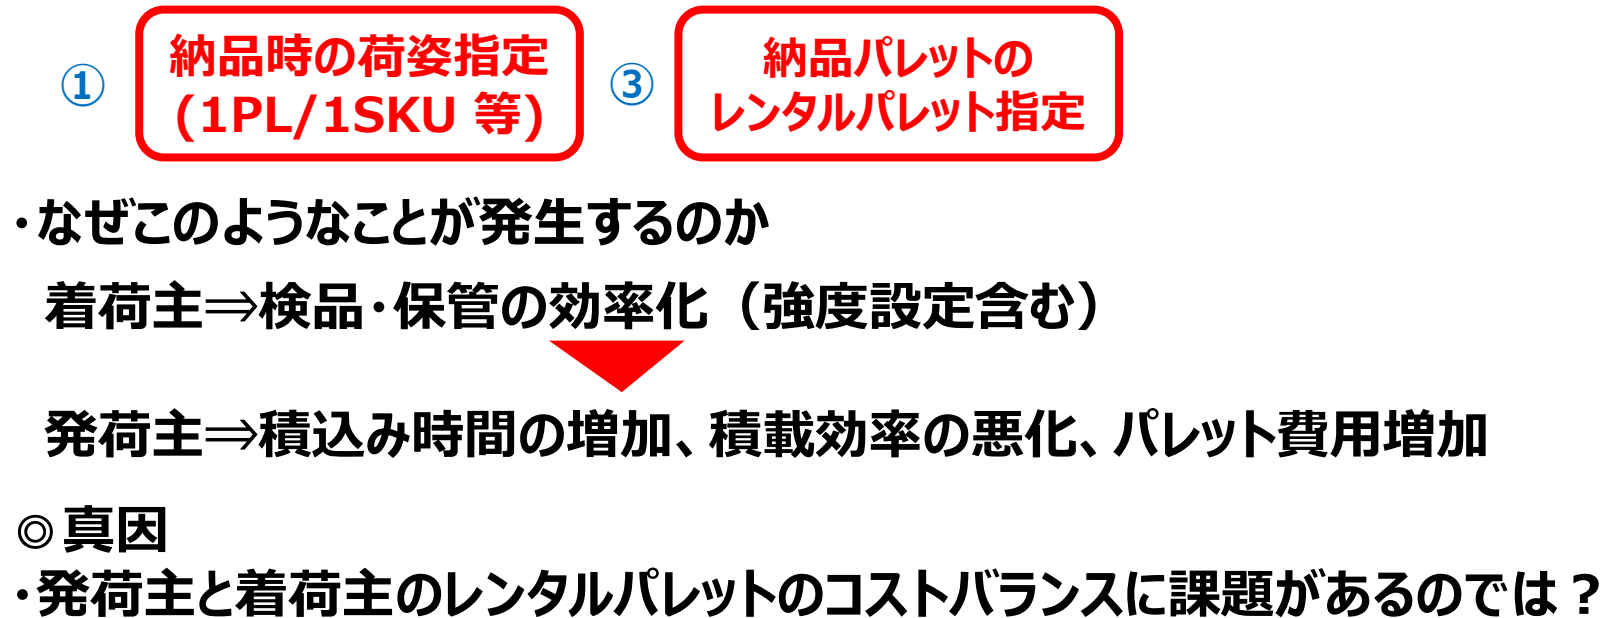 ①
納品時の荷姿指定
(1PL/1SKU 等)
③
納品パレットの
レンタルパレット指定
・なぜこのようなことが発生するのか
着荷主⇒検品・保管の効率化（強度設定含む）
発荷主⇒積込み時間の増加、積載効率の悪化、パレット費用増加
◎真因
・発荷主と着荷主のレンタルパレットのコストバランスに課題があるのでは？